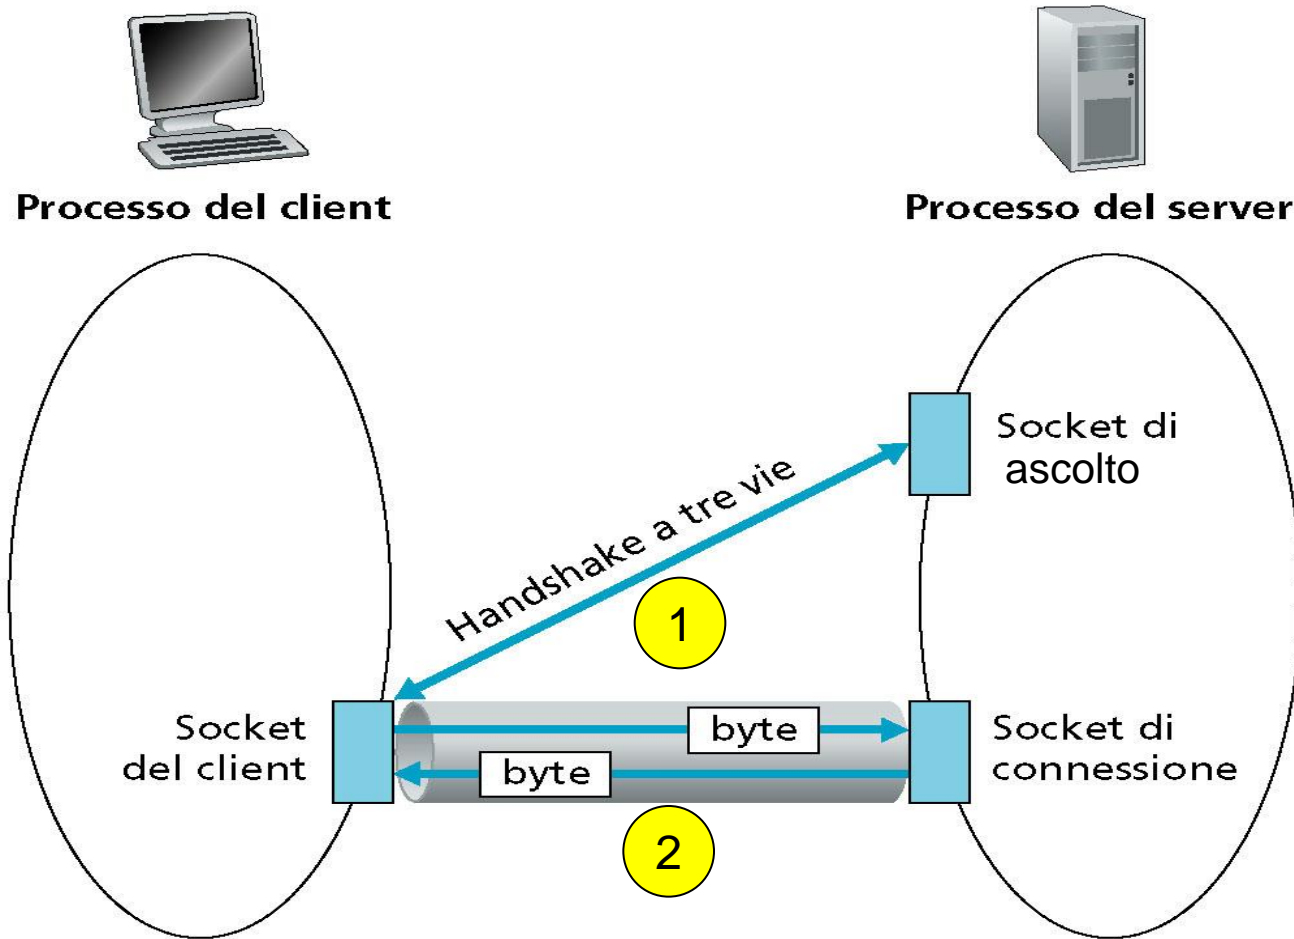 Processo del client
Processo del server
Socket di
ascolto
Handshake a tre vie
1
Socket
del client
byte
byte
Socket di
connessione
2